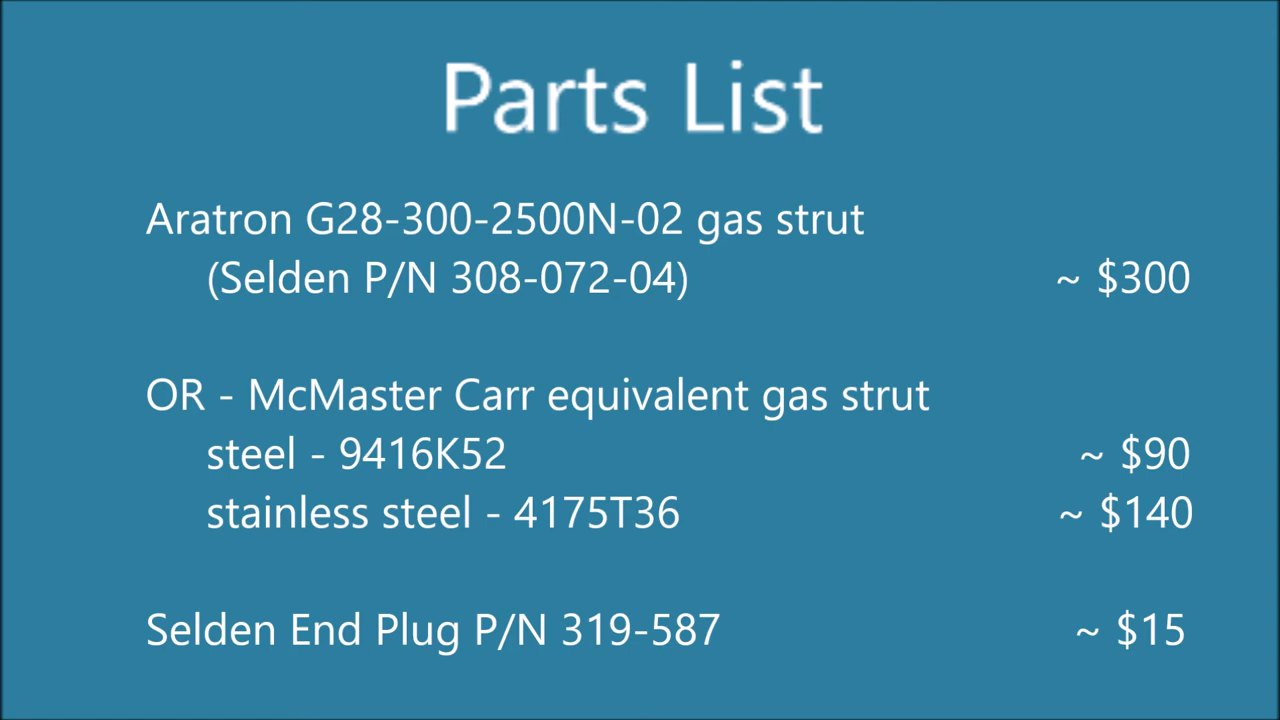 Parts List
Aratron G28-300-2500N-02 gas strut
(Selden P/N 308-072-04) ~ $300
OR - McMaster Carr equivalent gas strut
steel - 9416K52 ~ $90
stainless steel - 4175T36 ~ $140
Selden End Plug P/N 319-587 ~ $15